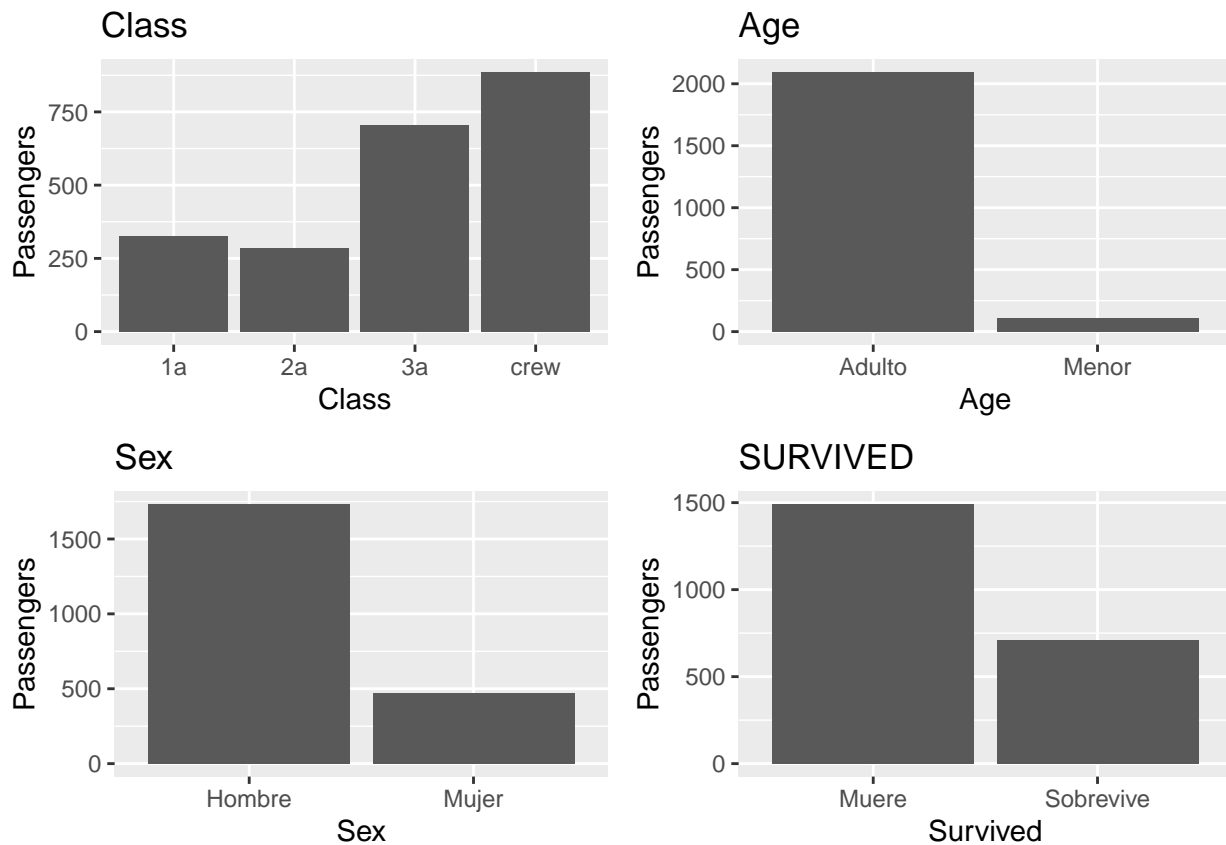 Class
Passengers
750
500
250
0
1a 2a 3a crew
Class
Age
Passengers
2000
1500
1000
500
0
Adulto Menor
Age
Sex
Passengers
1500
1000
500
0
Hombre Mujer
Sex
SURVIVED
Passengers
1500
1000
500
0
Muere Sobrevive
Survived